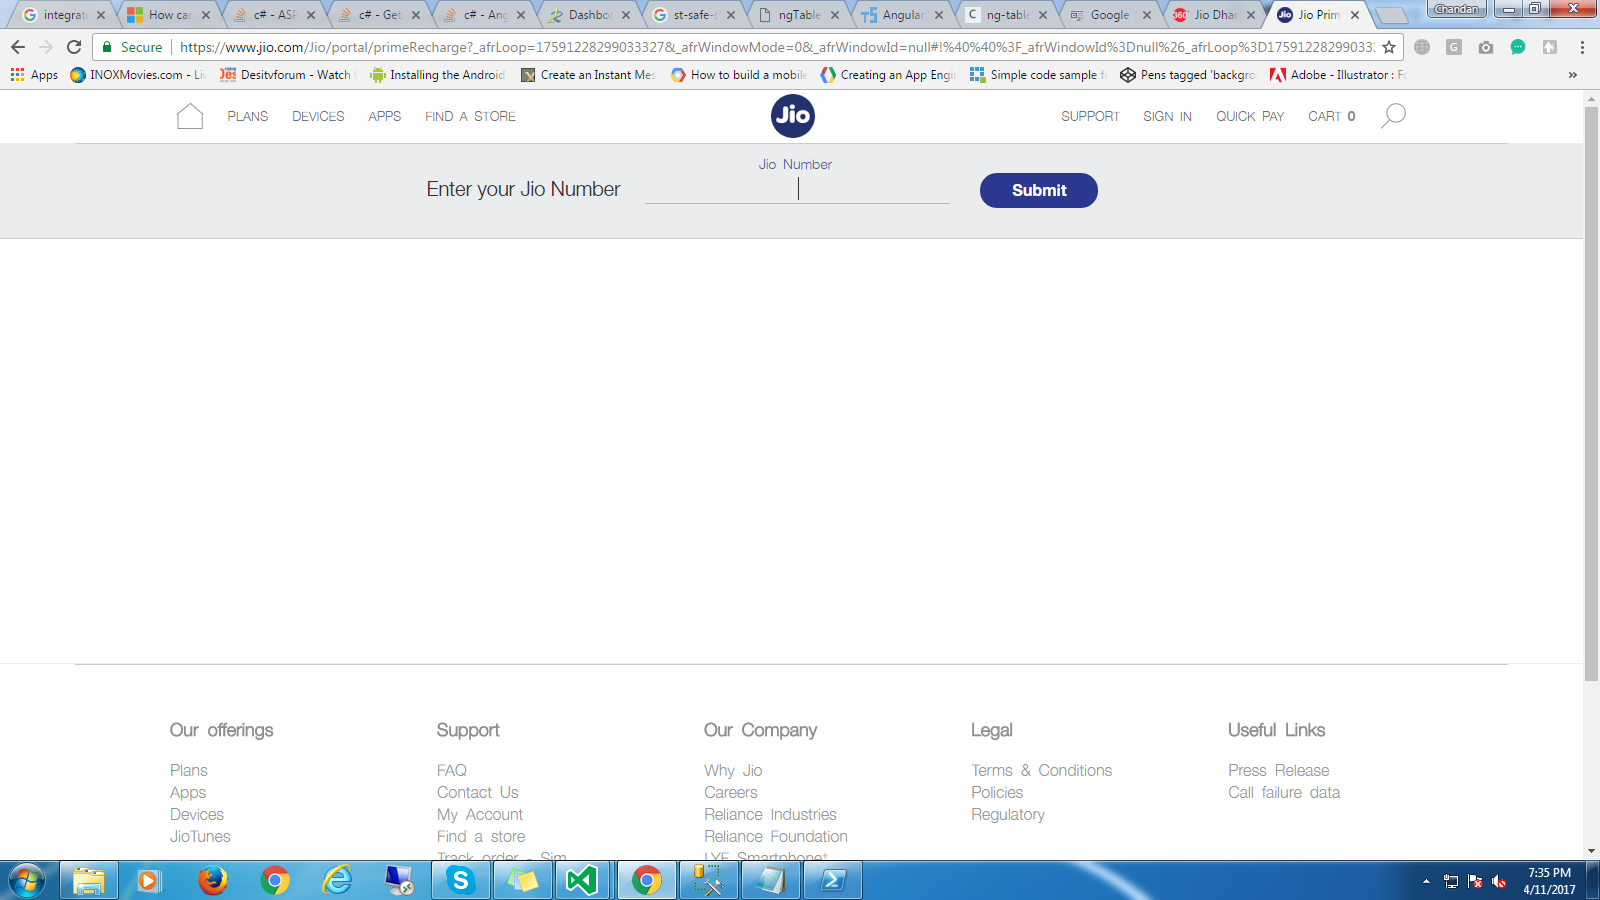 integrat
How can
c# - ASP
c# - Get
c# - Ang
Dashbo
st-safe-s
ngTable
Angular
ng-table
Google
360 Jio Dhan
Jio Jio Prim
Chandan
Secure https://www.jio.com/Jio/portal/primeRecharge?_afrLoop=17591228299033327&_afrWindowMode=0&_afrWindowId=null#!%40%40%3F_afrWindowId%3Dnull%26_afrLoop%3D1759122829903
Apps INOXMovies.com - Liv Desitvforum - Watch Installing the Android Create an Instant Mes How to build a mobile Creating an App Engi Simple code sample f Pens tagged 'backgro Adobe - Illustrator : Fo »
PLANS DEVICES APPS FIND A STORE Jio SUPPORT SIGN IN QUICK PAY CART 0
Jio Number
Enter your Jio Number Submit
Our offerings Support Our Company Legal Useful Links
Plans FAQ Why Jio Terms & Conditions Press Release
Apps Contact Us Careers Policies Call failure data
Devices My Account Reliance Industries Regulatory
JioTunes Find a store Reliance Foundation
Track order - Sim LYF Smartphone+
7:35 PM
4/11/2017